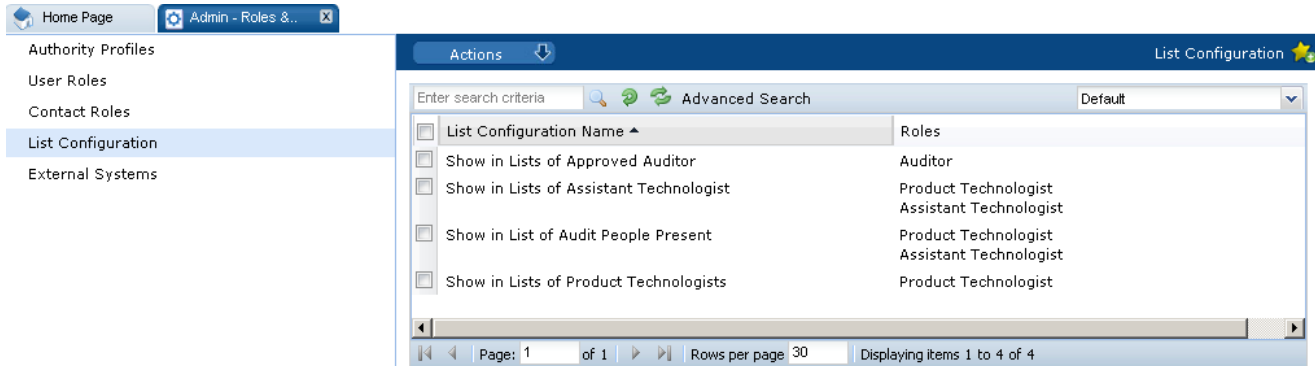 Home Page
Admin - Roles &..
Authority Profiles
User Roles
Contact Roles
List Configuration
External Systems
Actions
List Configuration
Enter search criteria
Advanced Search
Default
List Configuration Name
Roles
Show in Lists of Approved Auditor
Auditor
Show in Lists of Assistant Technologist
Product Technologist
Assistant Technologist
Show in List of Audit People Present
Product Technologist
Assistant Technologist
Show in Lists of Product Technologists
Product Technologist
Page: 1 of 1 Rows per page 30 Displaying items 1 to 4 of 4